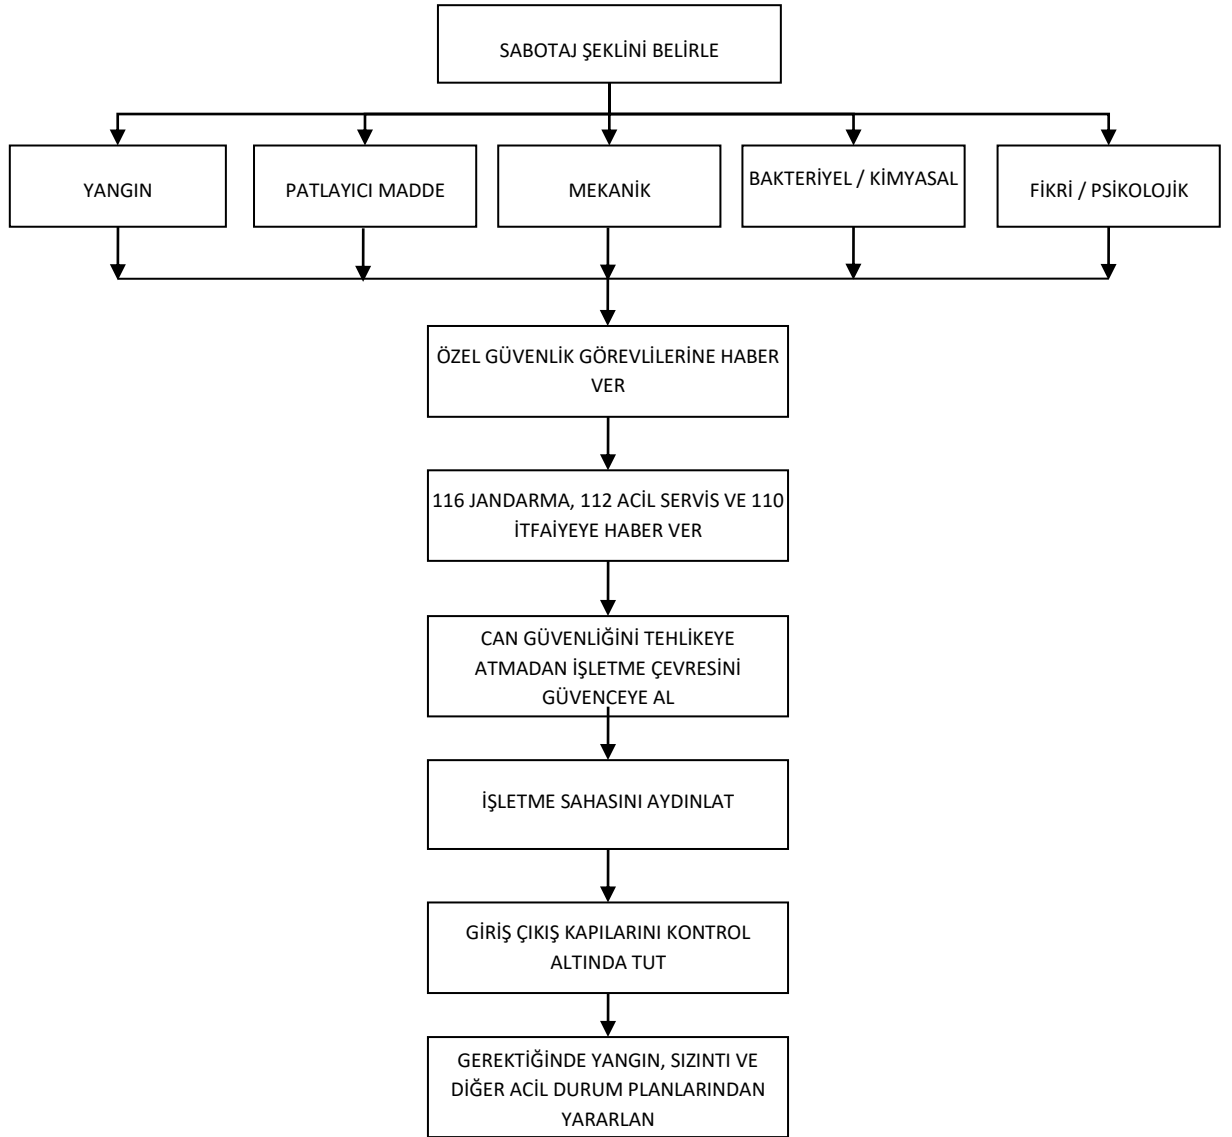 SABOTAJ ŞEKLİNİ BELİRLE
YANGIN
PATLAYICI MADDE
MEKANİK
BAKTERİYEL / KİMYASAL
FİKRİ / PSİKOLOJİK
ÖZEL GÜVENLİK GÖREVLİLERİNE HABER
VER
116 JANDARMA, 112 ACİL SERVİS VE 110
İTFAİYEYE HABER VER
CAN GÜVENLİĞİNİ TEHLİKEYE
ATMADAN İŞLETME ÇEVRESİNİ
GÜVENCEYE AL
İŞLETME SAHASINI AYDINLAT
GİRİŞ ÇIKIŞ KAPILARINI KONTROL
ALTINDA TUT
GEREKTİĞİNDE YANGIN, SIZINTI VE
DİĞER ACİL DURUM PLANLARINDAN
YARARLAN